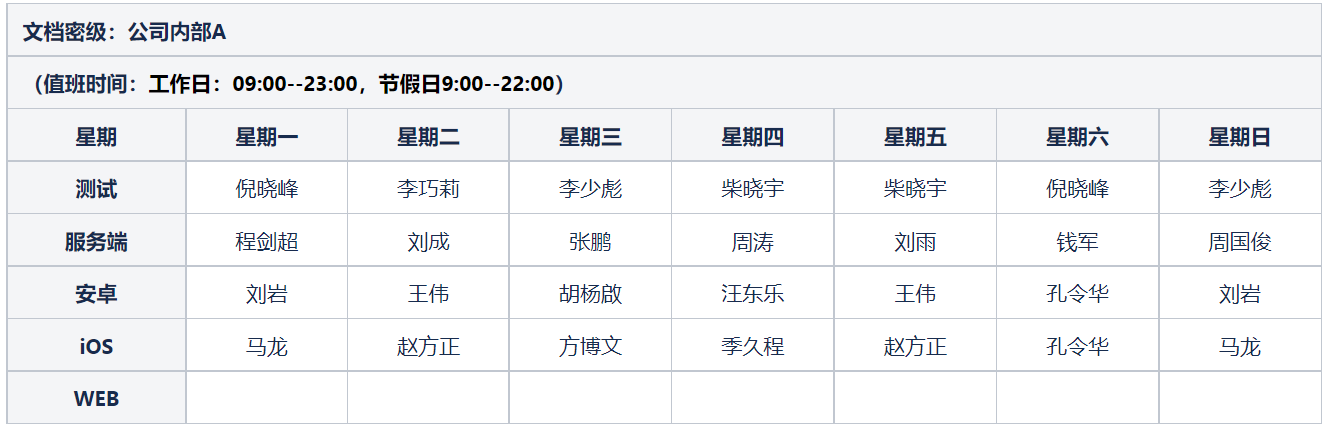 文档密级：公司内部A
（值班时间：工作日：09:00--23:00，节假日9:00--22:00）
星期 星期一 星期二 星期三 星期四 星期五 星期六 星期日
测试 倪晓峰 李巧莉 李少彪 柴晓宇 柴晓宇 倪晓峰 李少彪
服务端 程剑超 刘成 张鹏 周涛 刘雨 钱军 周国俊
安卓 刘岩 王伟 胡杨啟 汪东乐 王伟 孔令华 刘岩
iOS 马龙 赵方正 方博文 季久程 赵方正 孔令华 马龙
WEB